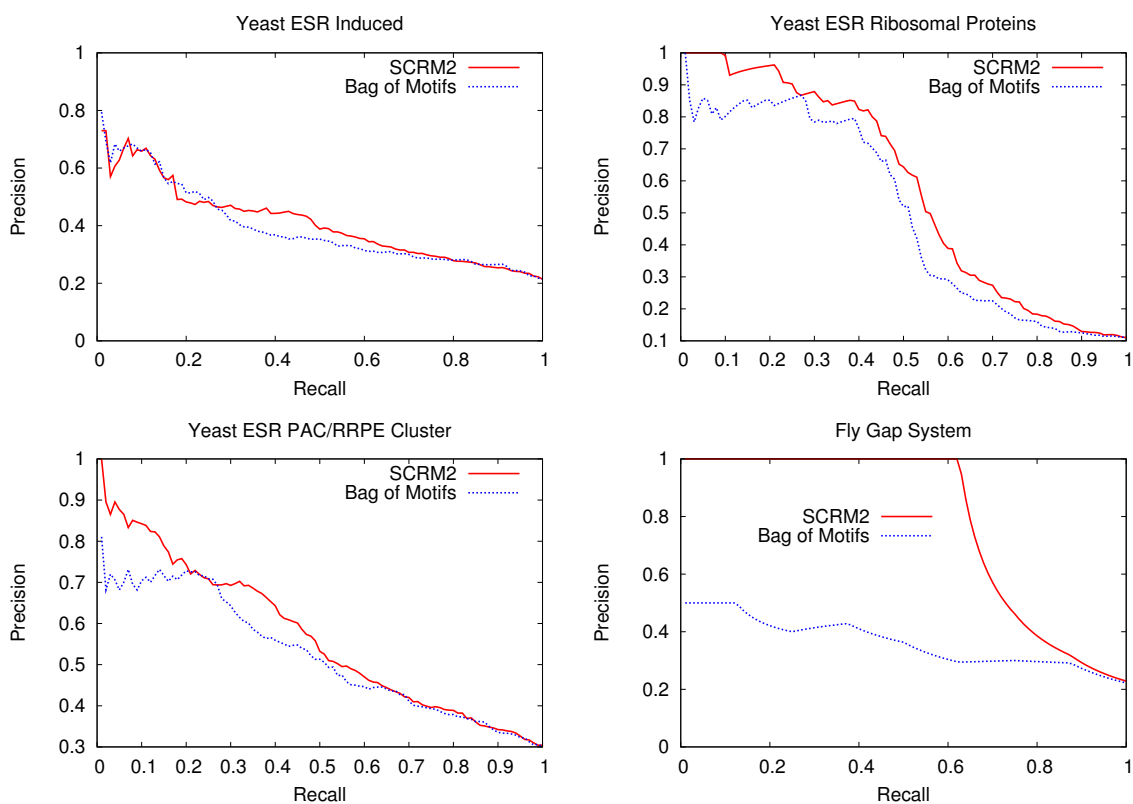 Yeast ESR Induced
1
0.8
0.6
0.4
0.2
0
0 0.2 0.4 0.6 0.8 1
Precision
Recall
SCRM2
Bag of Motifs
Yeast ESR Ribosomal Proteins
1
0.9
0.8
0.7
0.6
0.5
0.4
0.3
0.2
0.1
0 0.1 0.2 0.3 0.4 0.5 0.6 0.7 0.8 0.9 1
Precision
Recall
SCRM2
Bag of Motifs
Yeast ESR PAC/RRPE Cluster
1
0.9
0.8
0.7
0.6
0.5
0.4
0.3
0 0.1 0.2 0.3 0.4 0.5 0.6 0.7 0.8 0.9 1
Precision
Recall
SCRM2
Bag of Motifs
Fly Gap System
1
0.8
0.6
0.4
0.2
0
0 0.2 0.4 0.6 0.8 1
Precision
Recall
SCRM2
Bag of Motifs